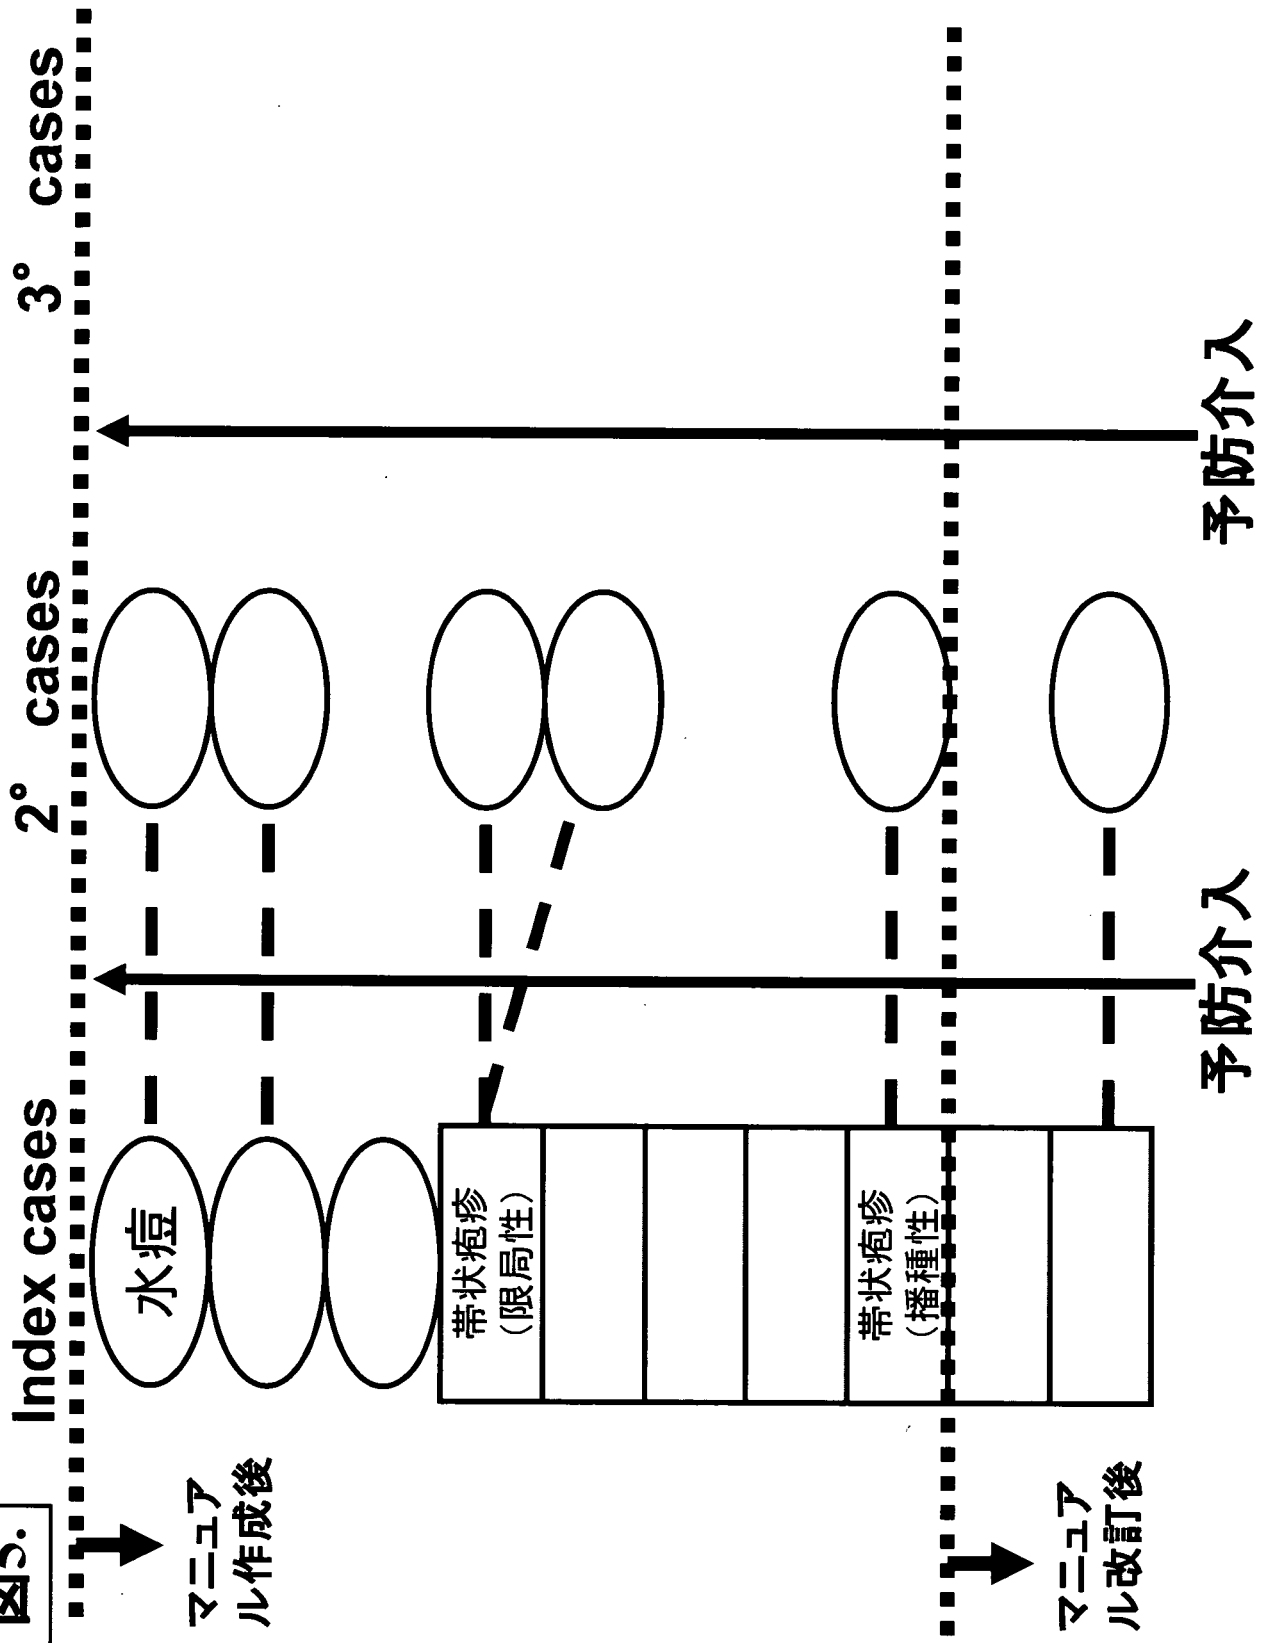 図5.
Index cases
2° cases
3° cases
マニュア
ル作成後
水痘
帯状疱疹
（限局性）
帯状疱疹
（播種性）
マニュア
ル改訂後
予防介入
予防介入